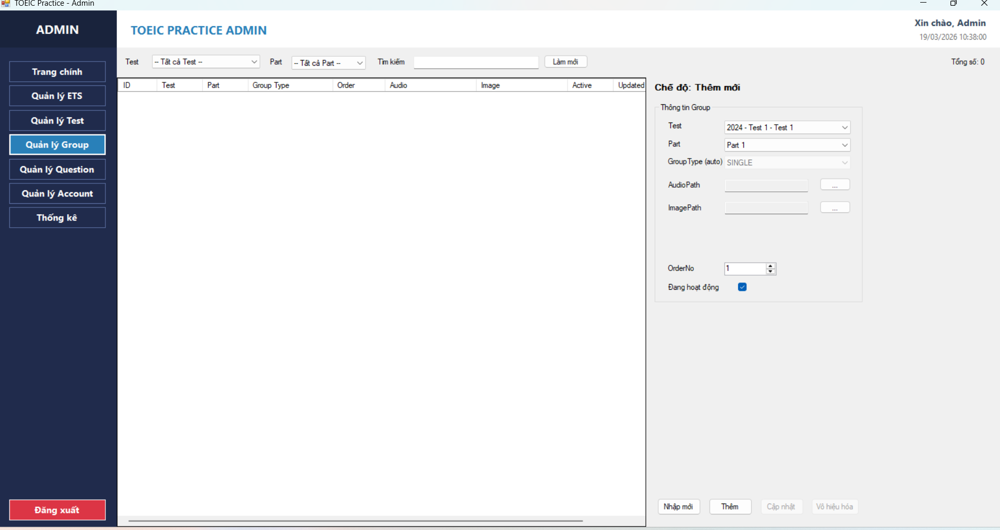 TOEIC Practice - Admin
ADMIN
TOEIC PRACTICE ADMIN
Xin chào, Admin
19/03/2026 10:38:00
Trang chính
Quản lý ETS
Quản lý Test
Quản lý Group
Quản lý Question
Quản lý Account
Thống kê
Đăng xuất
Test -- Tất cả Test -- Part -- Tất cả Part -- Tìm kiếm Làm mới Tổng số: 0
ID Test Part Group Type Order Audio Image Active Updated
Chế độ: Thêm mới
Thông tin Group
Test 2024 - Test 1 - Test 1
Part Part 1
GroupType (auto) SINGLE
AudioPath ...
ImagePath ...
OrderNo 1
Đang hoạt động
Nhập mới Thêm Cập nhật Vô hiệu hóa